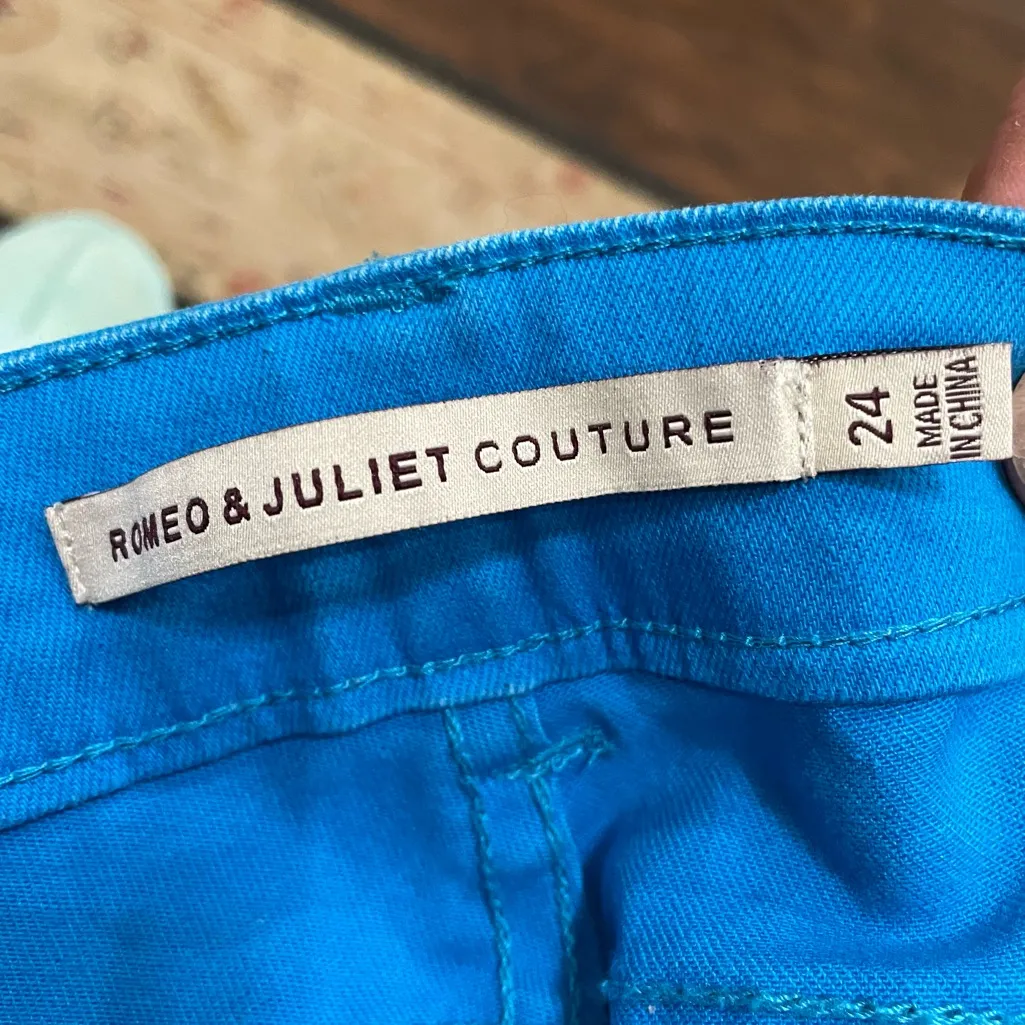 ROMEO & JULIET COUTURE
24
MADE
IN CHINA